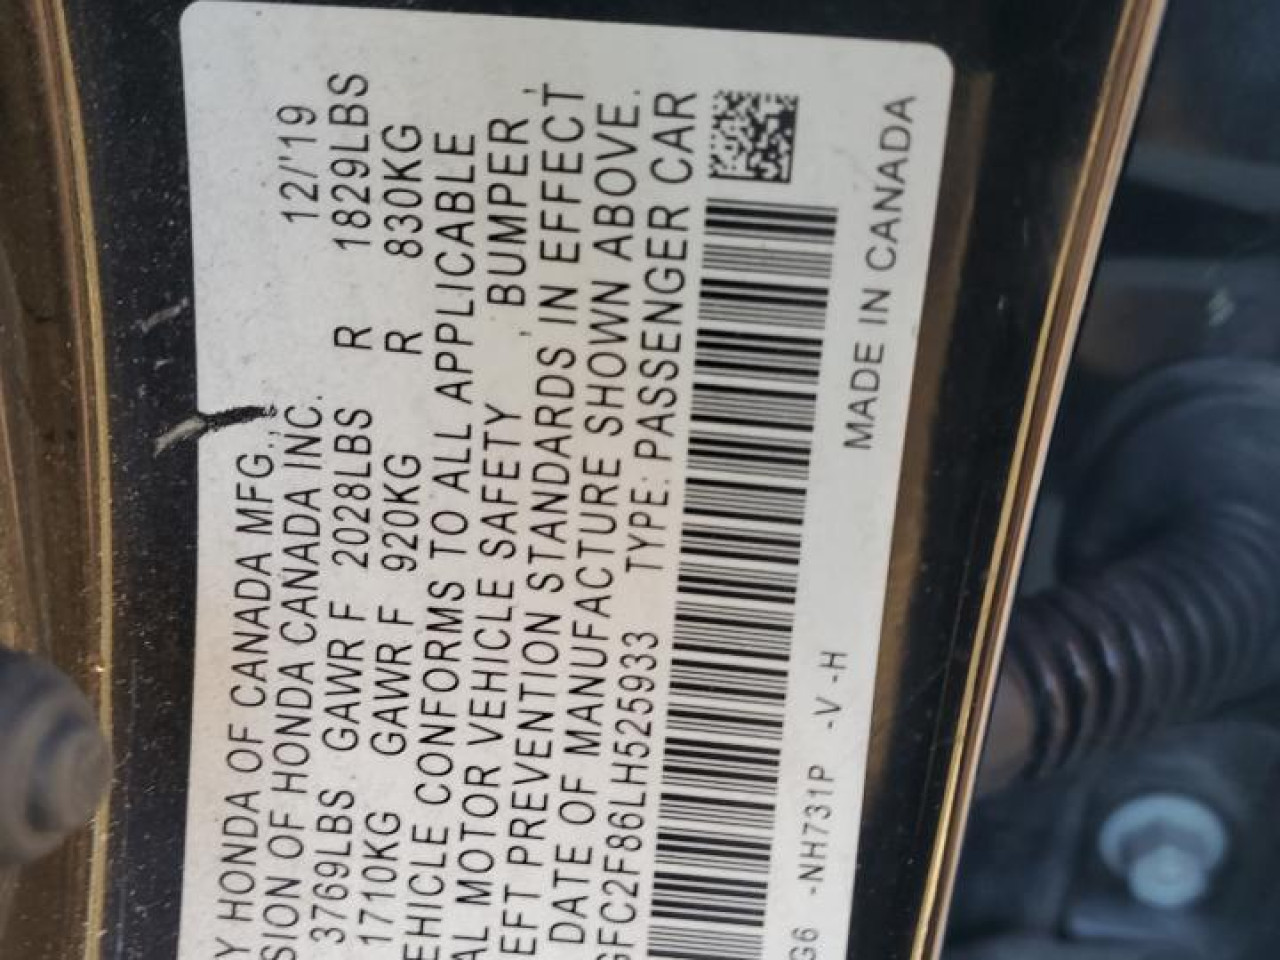 Y HONDA OF CANADA MFG., 12/'19
SION OF HONDA CANADA INC.
3769LBS GAWR F 2028LBS R 1829LBS
1710KG GAWR F 920KG R 830KG
EHICLE CONFORMS TO ALL APPLICABLE
AL MOTOR VEHICLE SAFETY, BUMPER,
EFT PREVENTION STANDARDS IN EFFECT
DATE OF MANUFACTURE SHOWN ABOVE.
GFC2F86LH525933 TYPE: PASSENGER CAR
G6 -NH731P -V -H
MADE IN CANADA